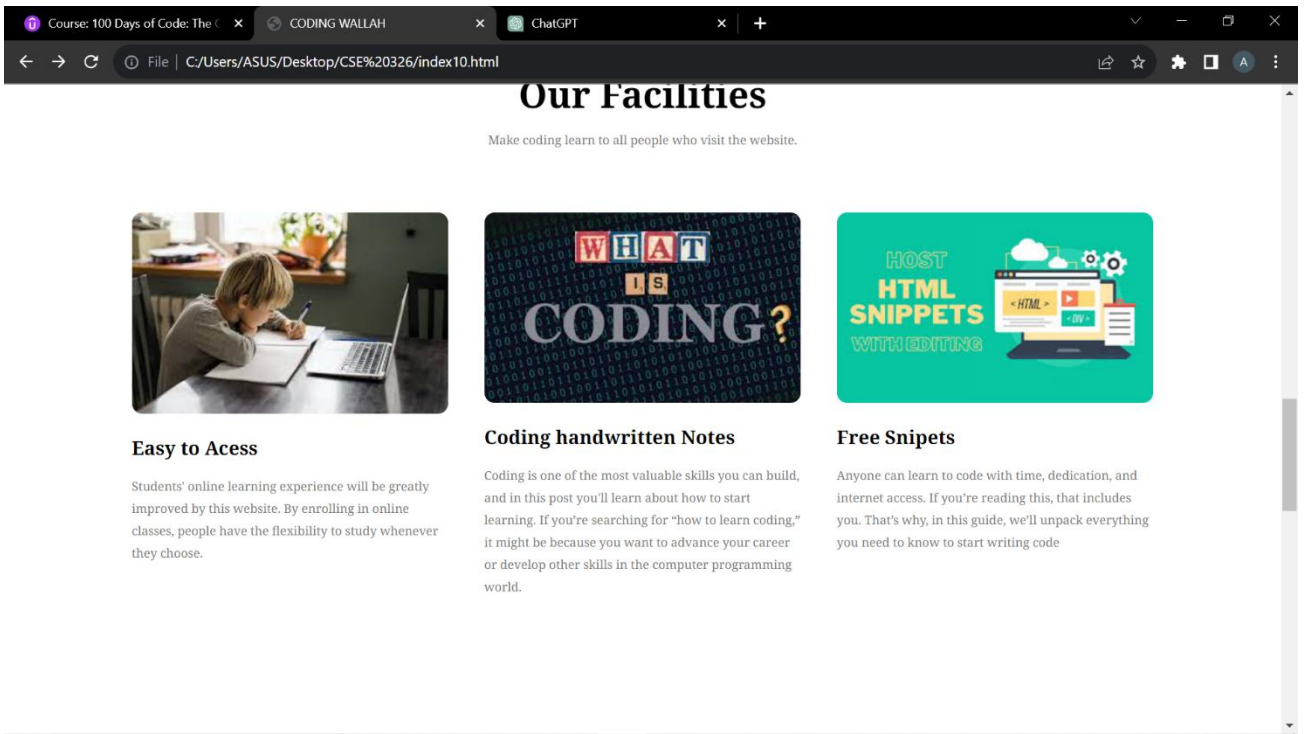 Course: 100 Days of Code: The C
CODING WALLAH
ChatGPT
File | C:/Users/ASUS/Desktop/CSE%20326/index10.html
A
Our Facilities
Make coding learn to all people who visit the website.
WHAT
IS
CODING?
HOST
HTML
SNIPPETS
WITH EDITING
< HTML >
< DIV >
Easy to Acess
Students' online learning experience will be greatly
improved by this website. By enrolling in online
classes, people have the flexibility to study whenever
they choose.
Coding handwritten Notes
Coding is one of the most valuable skills you can build,
and in this post you'll learn about how to start
learning. If you’re searching for “how to learn coding,”
it might be because you want to advance your career
or develop other skills in the computer programming
world.
Free Snipets
Anyone can learn to code with time, dedication, and
internet access. If you’re reading this, that includes
you. That’s why, in this guide, we’ll unpack everything
you need to know to start writing code